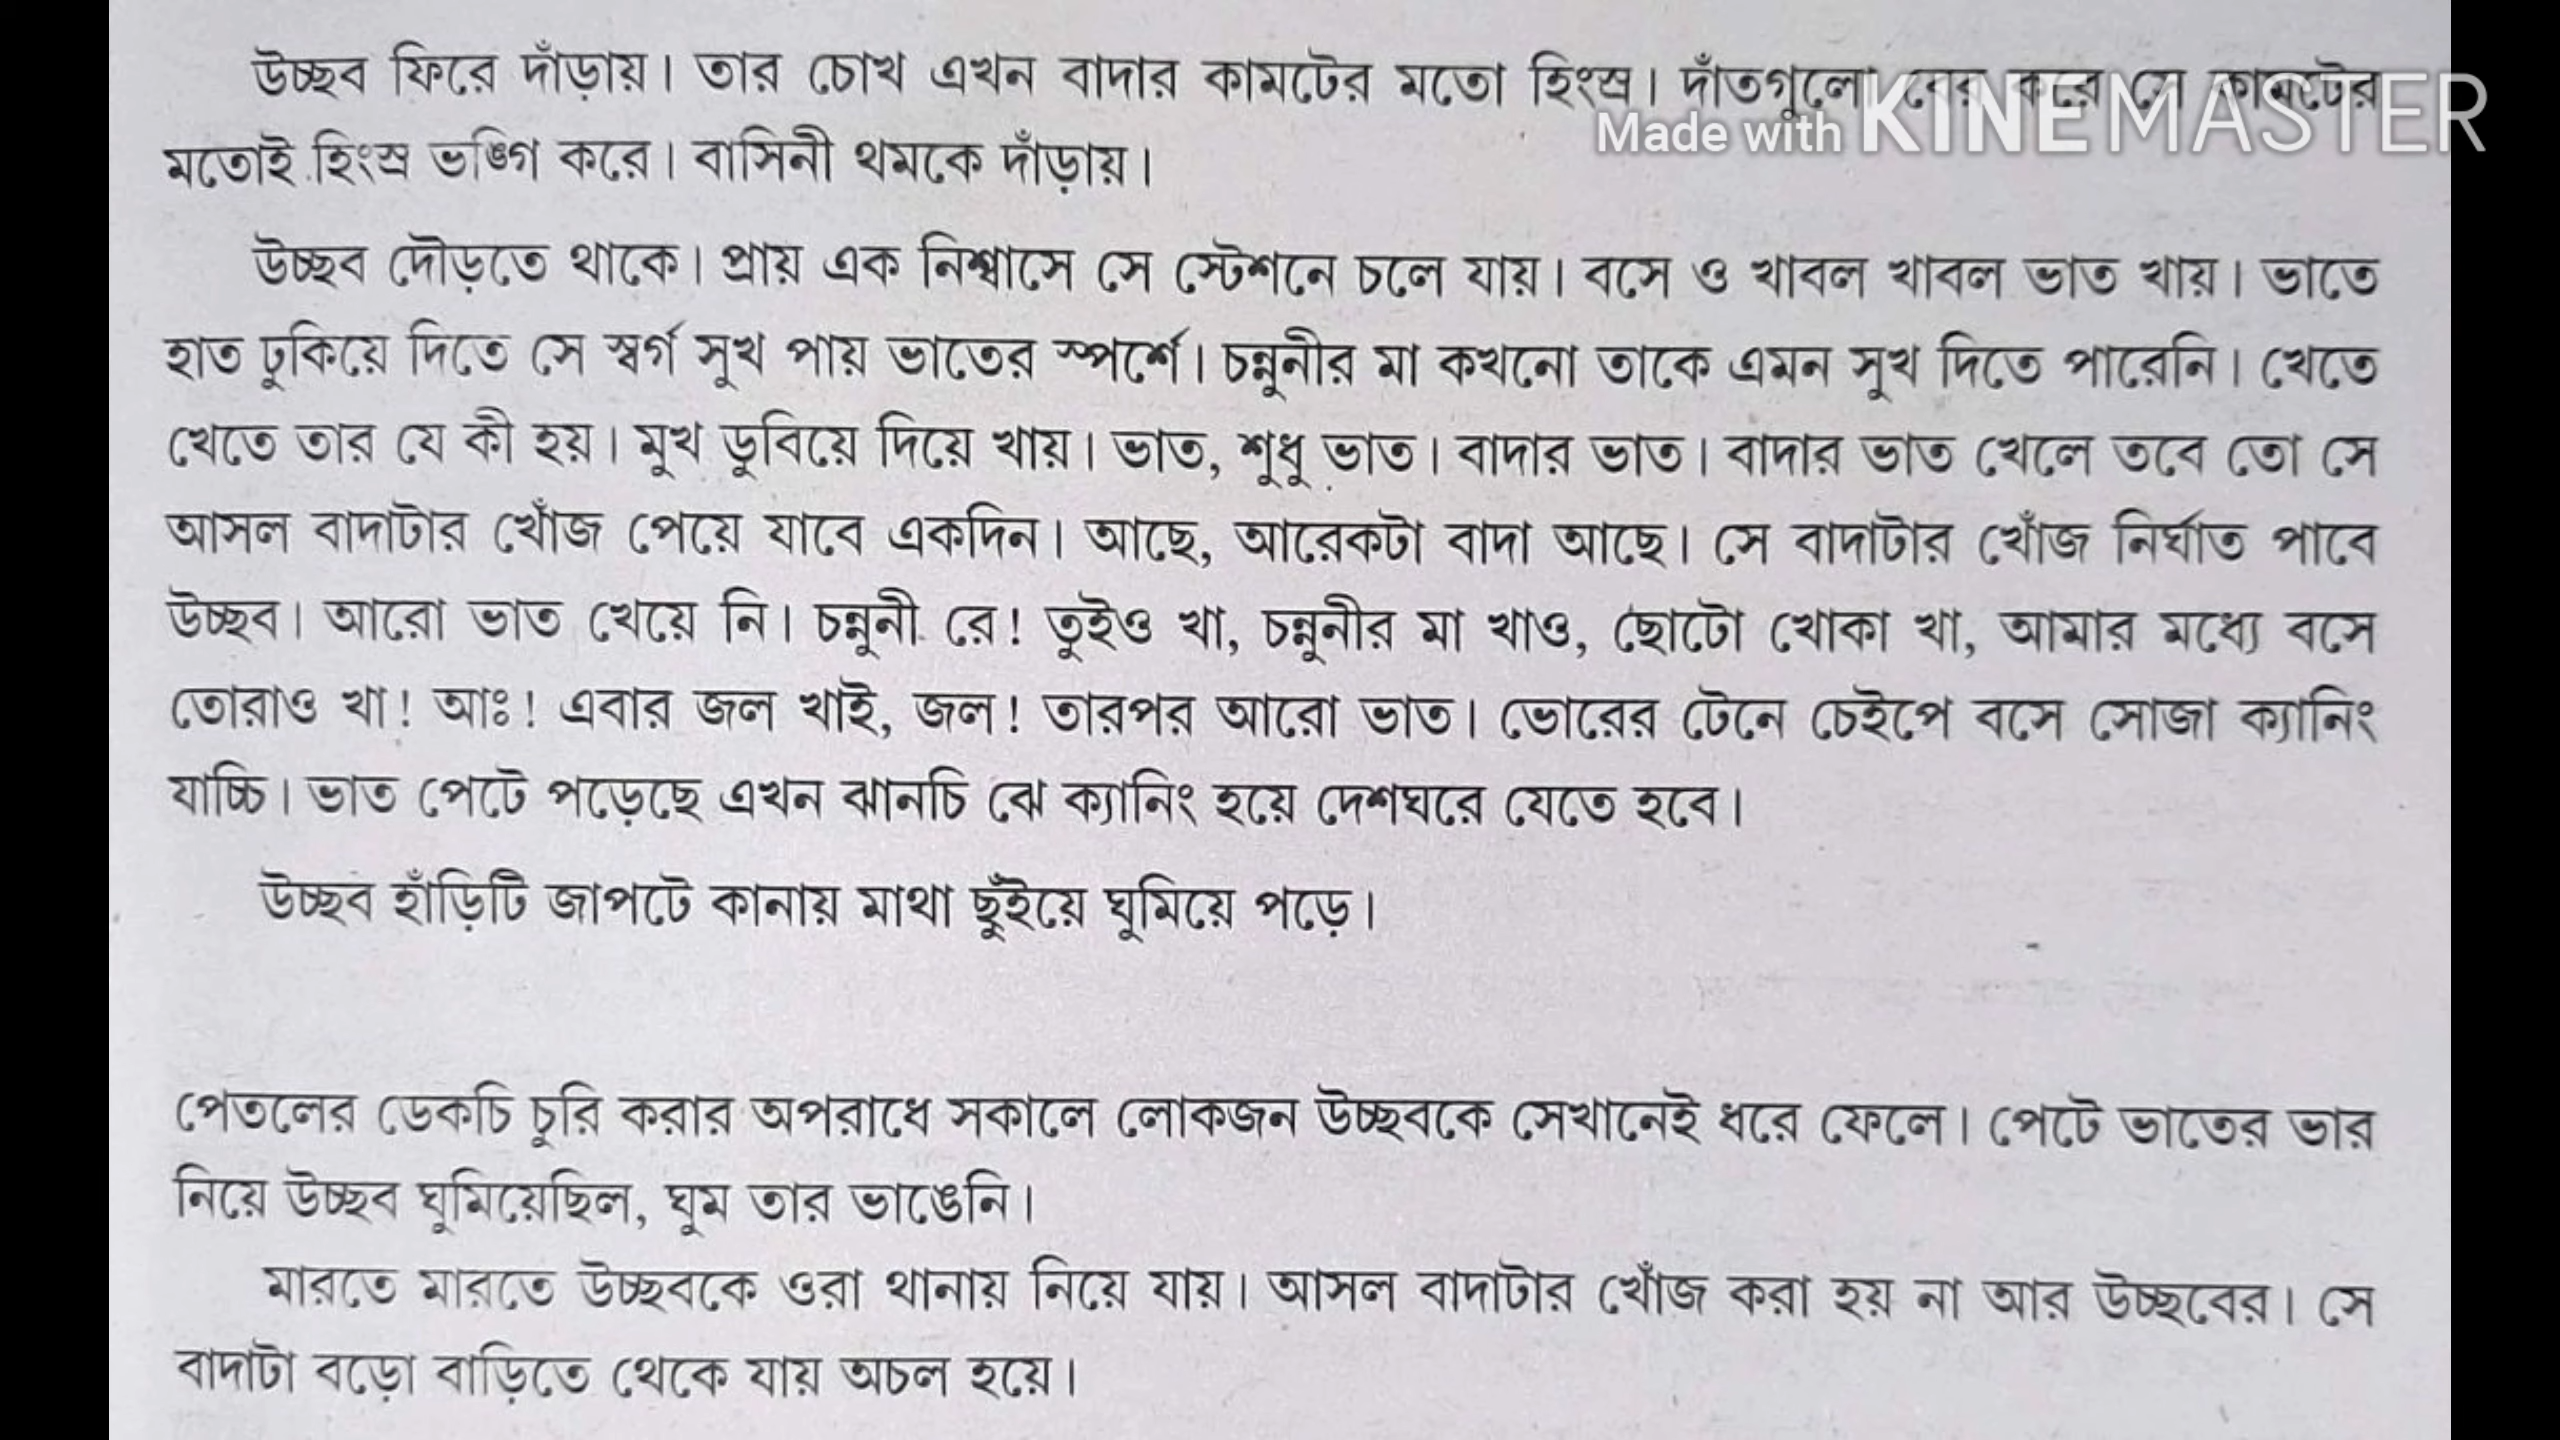 উচ্ছব ফিরে দাঁড়ায়। তার চোখ এখন বাদার কামটের মতো হিংস্র। দাঁতগুলো বের করে সে কামটের
Made with KINEMASTER
মতোই হিংস্র ভঙ্গি করে। বাসিনী থমকে দাঁড়ায়।
উচ্ছব দৌড়তে থাকে। প্রায় এক নিশ্বাসে সে স্টেশনে চলে যায়। বসে ও খাবল খাবল ভাত খায়। ভাতে
হাত ঢুকিয়ে দিতে সে স্বর্গ সুখ পায় ভাতের স্পর্শে। চন্নুনীর মা কখনো তাকে এমন সুখ দিতে পারেনি। খেতে
খেতে তার যে কী হয়। মুখ ডুবিয়ে দিয়ে খায়। ভাত, শুধু ভাত। বাদার ভাত। বাদার ভাত খেলে তবে তো সে
আসল বাদাটার খোঁজ পেয়ে যাবে একদিন। আছে, আরেকটা বাদা আছে। সে বাদাটার খোঁজ নির্ঘাত পাবে
উচ্ছব। আরো ভাত খেয়ে নি। চন্নুনী রে! তুইও খা, চন্নুনীর মা খাও, ছোটো খোকা খা, আমার মধ্যে বসে
তোরাও খা! আঃ! এবার জল খাই, জল! তারপর আরো ভাত। ভোরের টেনে চেইপে বসে সোজা ক্যানিং
যাচ্চি। ভাত পেটে পড়েছে এখন ঝানচি ঝে ক্যানিং হয়ে দেশঘরে যেতে হবে।
উচ্ছব হাঁড়িটি জাপটে কানায় মাথা ছুঁইয়ে ঘুমিয়ে পড়ে।
পেতলের ডেকচি চুরি করার অপরাধে সকালে লোকজন উচ্ছবকে সেখানেই ধরে ফেলে। পেটে ভাতের ভার
নিয়ে উচ্ছব ঘুমিয়েছিল, ঘুম তার ভাঙেনি।
মারতে মারতে উচ্ছবকে ওরা থানায় নিয়ে যায়। আসল বাদাটার খোঁজ করা হয় না আর উচ্ছবের। সে
বাদাটা বড়ো বাড়িতে থেকে যায় অচল হয়ে।